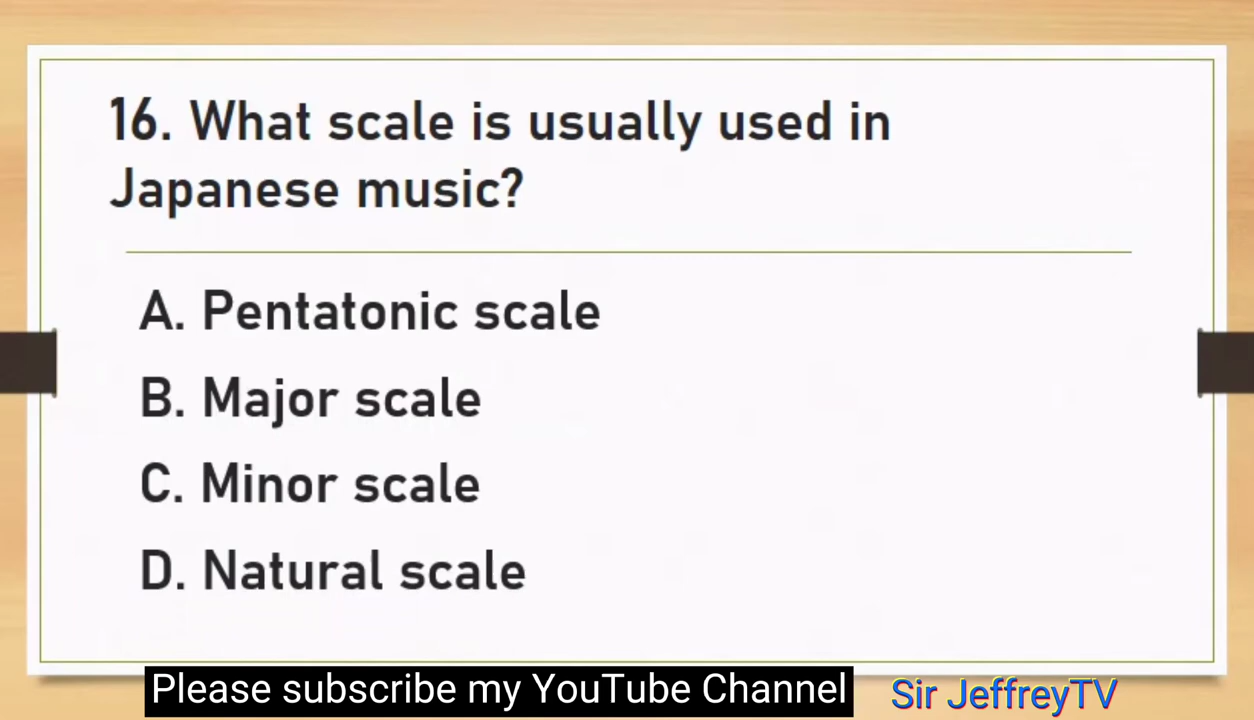 16. What scale is usually used in
Japanese music?
A. Pentatonic scale
B. Major scale
C. Minor scale
D. Natural scale
Please subscribe my YouTube Channel
Sir JeffreyTV